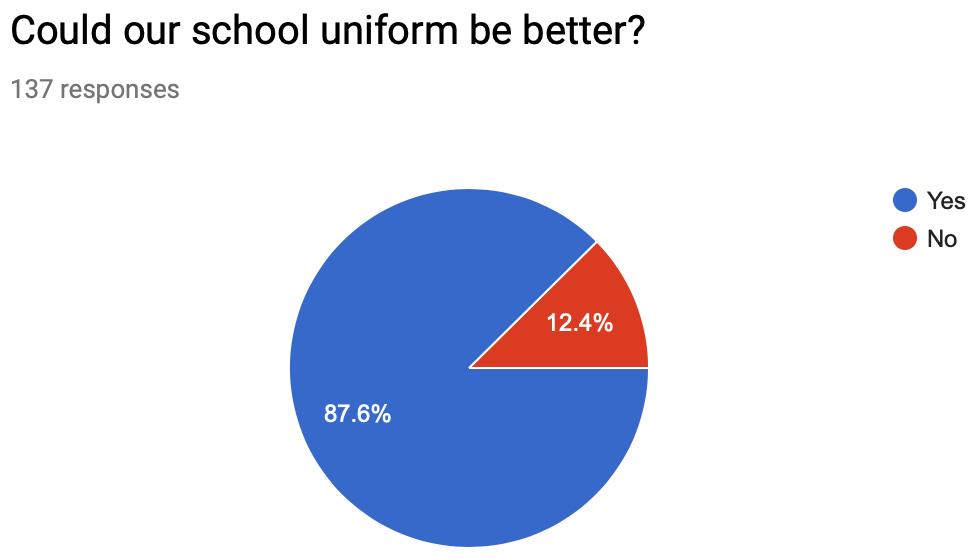 Could our school uniform be better?
137 responses
Yes
No
12.4%
87.6%